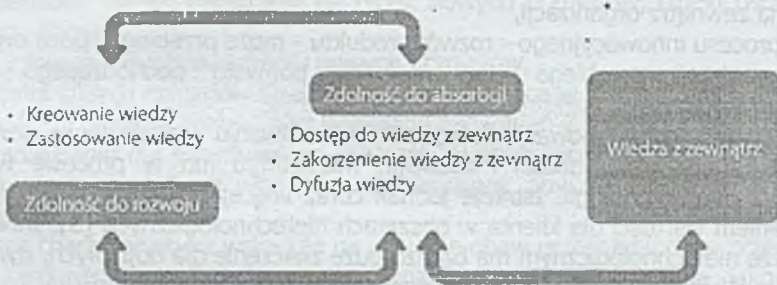 Zdolność do absorbcji
• Kreowanie wiedzy
• Zastosowanie wiedzy
• Dostęp do wiedzy z zewnątrz
• Zakorzenienie wiedzy z zewnątrz
• Dyfuzja wiedzy
Wiedza z zewnątrz
Zdolność do rozwoju